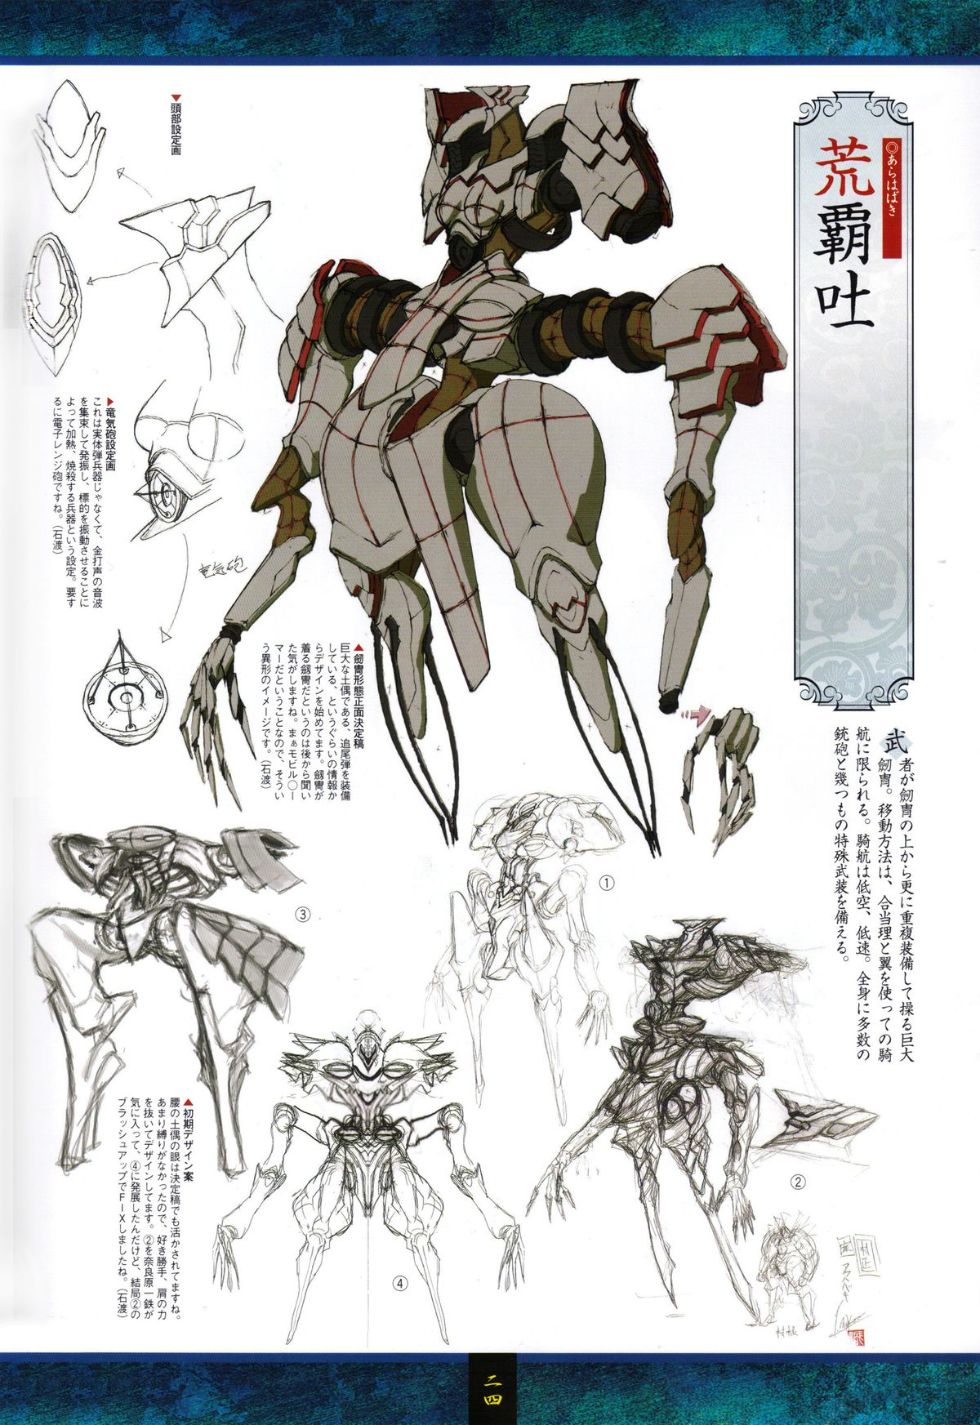 荒覇吐
◎あらはばき
武者が劒冑の上から更に重複装備して操る巨大
劒冑。移動方法は、合当理と翼を使っての騎
航に限られる。騎航は低空、低速。全身に多数の
銃砲と幾つもの特殊武装を備える。
▼頭部設定画
▶竜気砲設定画
これは実体弾兵器じゃなくて、金打声の音波
を集束して発振し、標的を振動させることに
よって加熱、焼殺する兵器という設定。要す
るに電子レンジ砲ですね。(石渡)
竜気砲
▲劒冑形態正面決定稿
巨大な土偶である、追尾弾を装備
している、というぐらいの情報か
らデザインを始めてます。劒冑が
着る劒冑だというのは後から聞い
た気がしますね。まぁモビル○ー
マーだということなので、そうい
う異形のイメージです。(石渡)
①
②
③
④
▲初期デザイン案
腰の土偶の眼は決定稿でも活かされてますね。
あまり縛りがなかったので、好き勝手、肩の力
を抜いてデザインしてます。②を奈良原一鉄が
気に入って、④に発展したんだけど、結局②の
ブラッシュアップでFIXしましたね。(石渡)
村正
二四